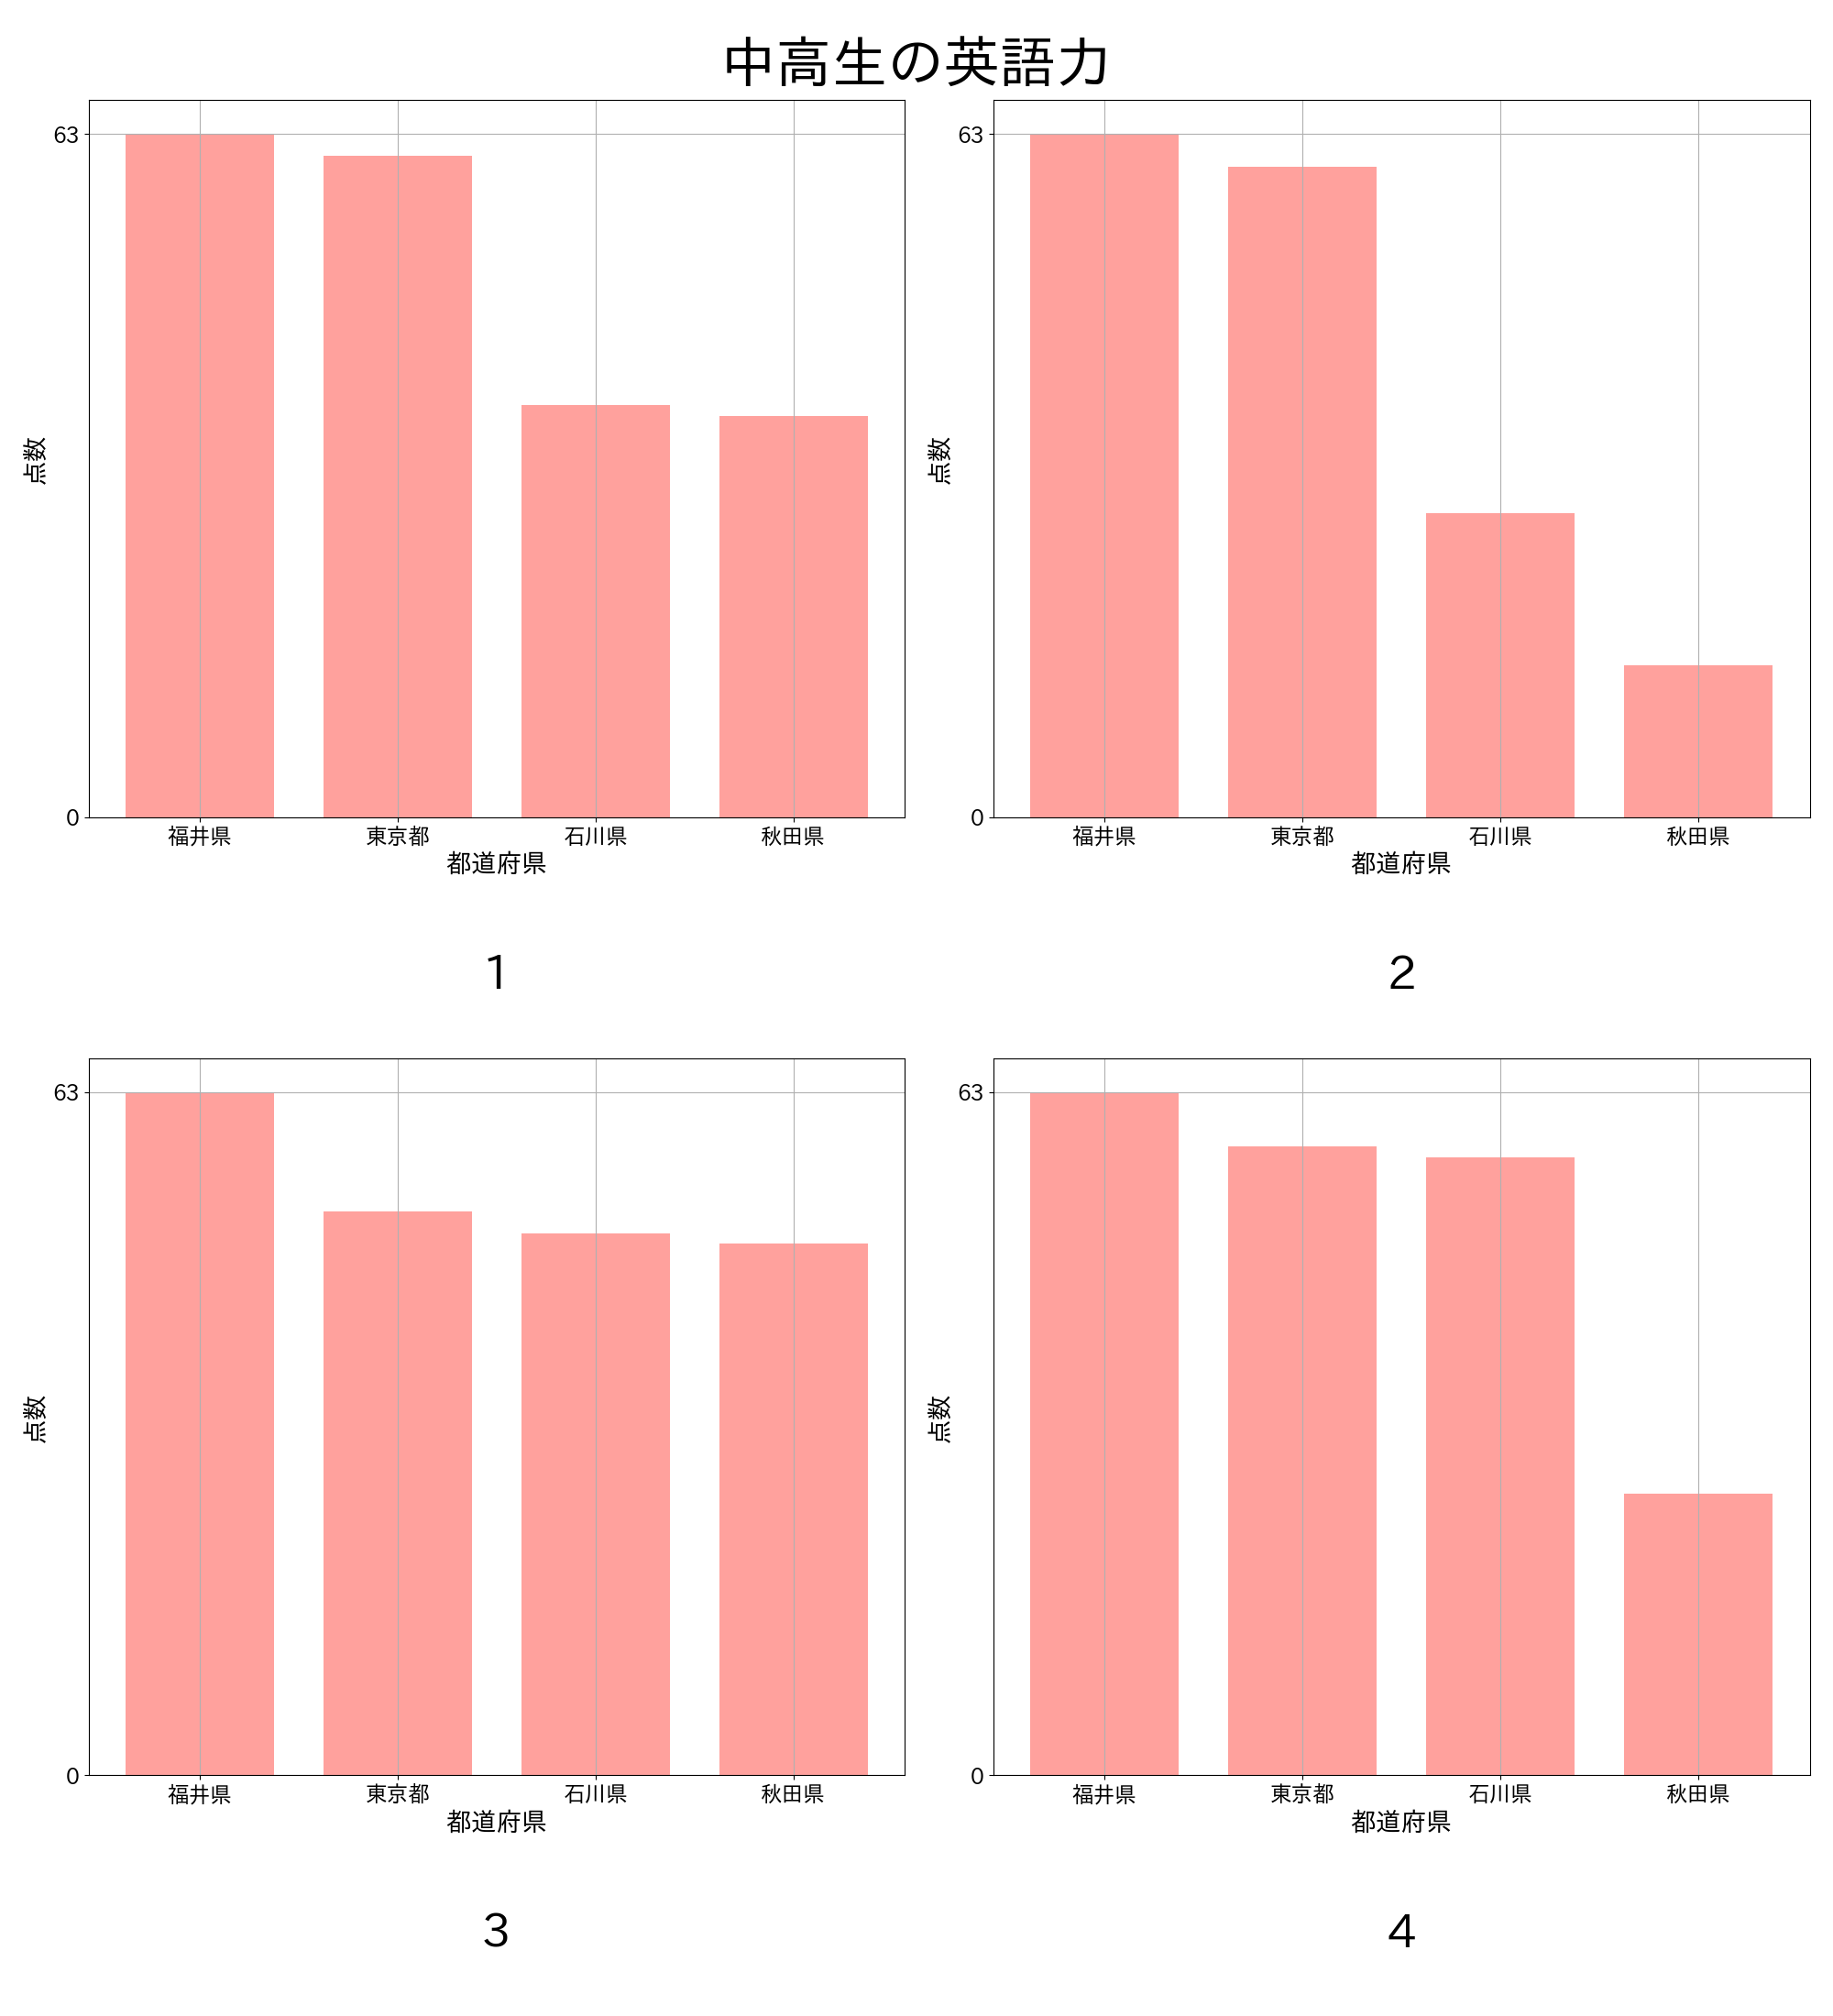 中高生の英語力
63
0
点数
福井県 東京都 石川県 秋田県
都道府県
1
63
0
点数
福井県 東京都 石川県 秋田県
都道府県
2
63
0
点数
福井県 東京都 石川県 秋田県
都道府県
3
63
0
点数
福井県 東京都 石川県 秋田県
都道府県
4